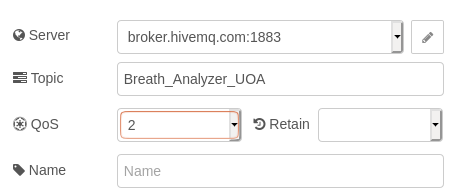 Server broker.hivemq.com:1883
Topic Breath_Analyzer_UOA
QoS 2 Retain
Name Name